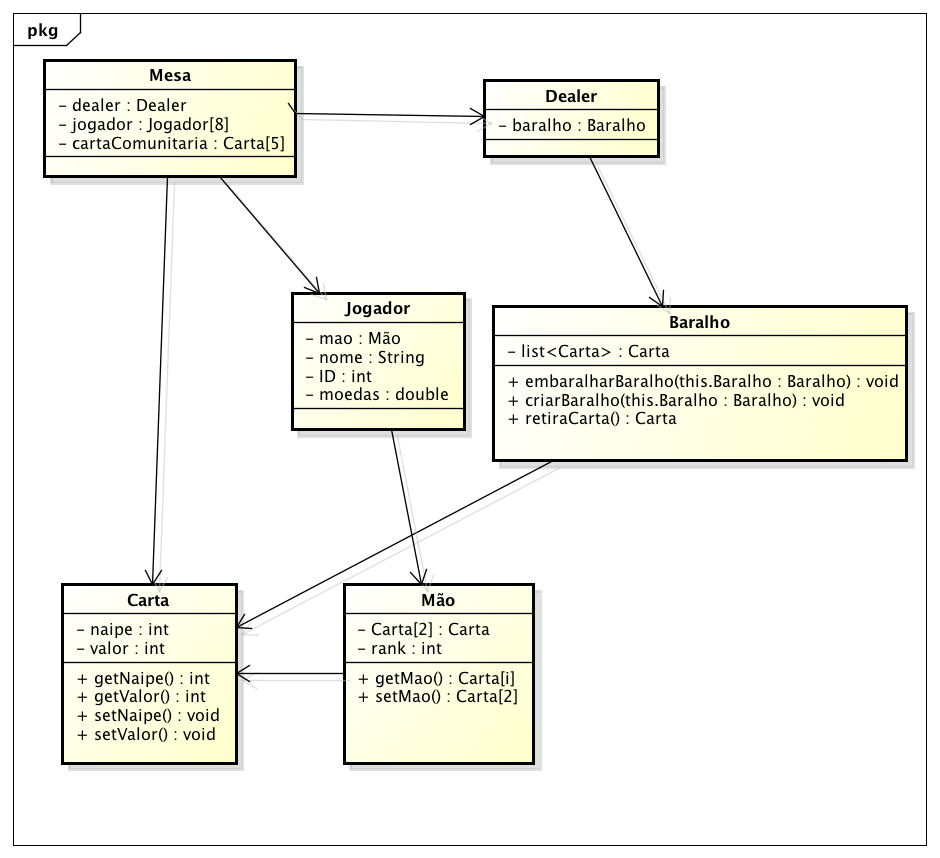 pkg
Mesa
- dealer : Dealer
- jogador : Jogador[8]
- cartaComunitaria : Carta[5]
Dealer
- baralho : Baralho
Jogador
- mao : Mão
- nome : String
- ID : int
- moedas : double
Baralho
- list<Carta> : Carta
+ embaralharBaralho(this.Baralho : Baralho) : void
+ criarBaralho(this.Baralho : Baralho) : void
+ retiraCarta() : Carta
Carta
- naipe : int
- valor : int
+ getNaipe() : int
+ getValor() : int
+ setNaipe() : void
+ setValor() : void
Mão
- Carta[2] : Carta
- rank : int
+ getMao() : Carta[i]
+ setMao() : Carta[2]